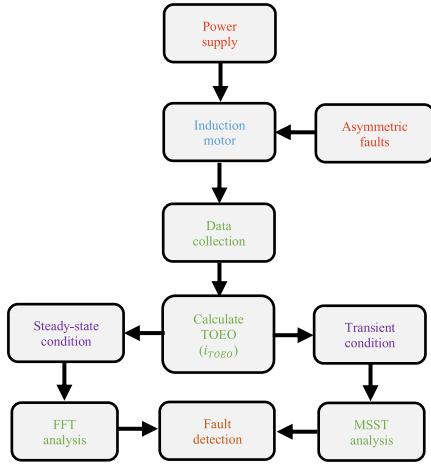 Power
supply
Induction
motor
Asymmetric
faults
Data
collection
Steady-state
condition
Calculate
TOEO
(i_TOEO)
Transient
condition
FFT
analysis
Fault
detection
MSST
analysis